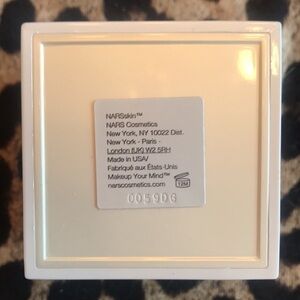 NARSskin™
NARS Cosmetics
New York, NY 10022 Dist.
New York - Paris -
London (UK) W2 5RH
Made in USA/
Fabriqué aux États-Unis
Makeup Your Mind™
narscosmetics.com
12M
005906